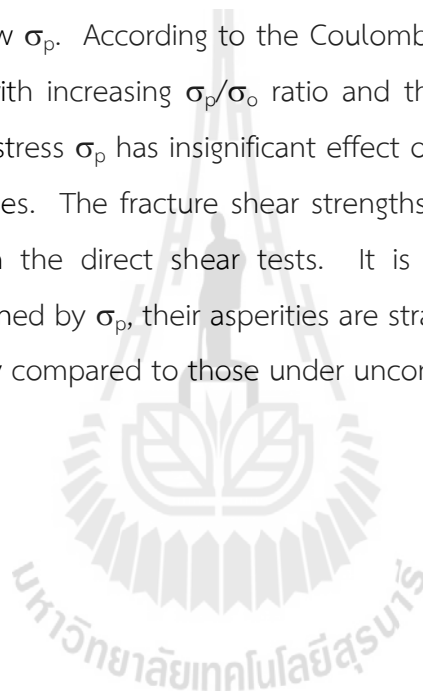 w σp. According to the Coulomb
ith increasing σp/σo ratio and th
stress σp has insignificant effect o
es. The fracture shear strengths
the direct shear tests. It is
ned by σp, their asperities are stra
compared to those under uncon
มหาวิทยาลัยเทคโนโลยีสุรนารี